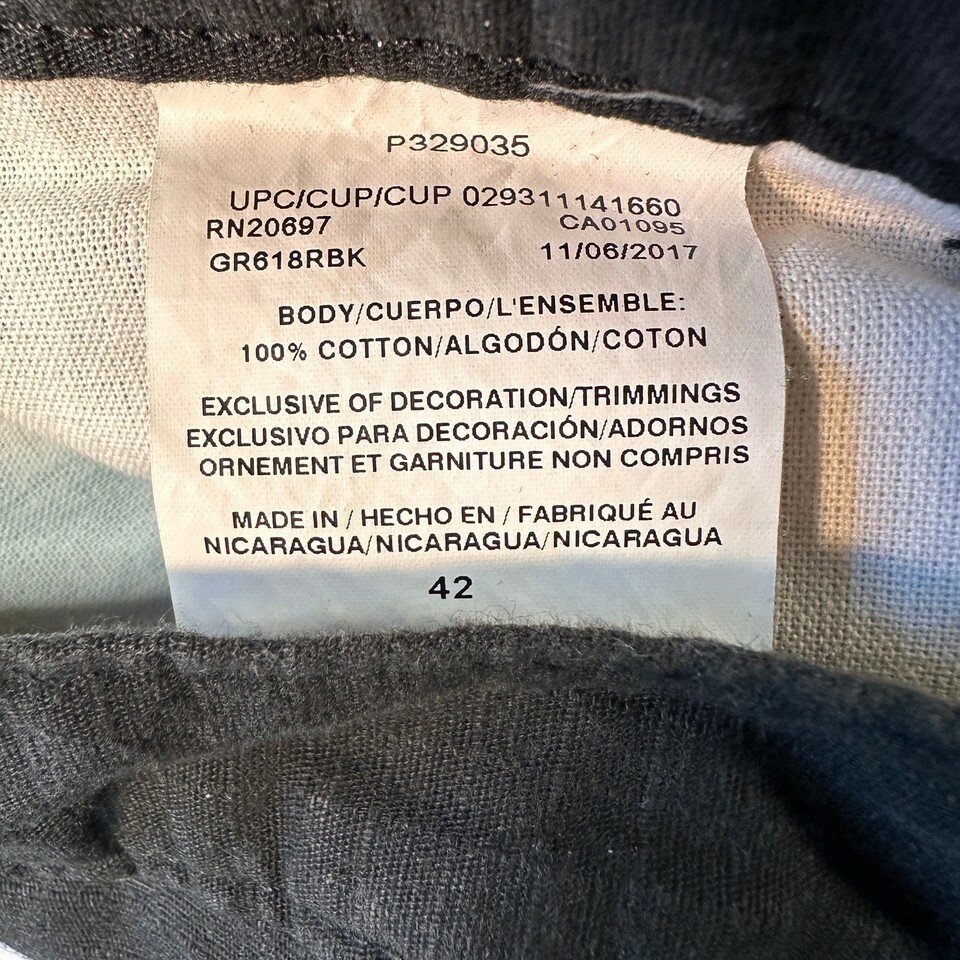 P329035
UPC/CUP/CUP 029311141660
RN20697 CA01095
GR618RBK 11/06/2017
BODY/CUERPO/L'ENSEMBLE:
100% COTTON/ALGODÓN/COTON
EXCLUSIVE OF DECORATION/TRIMMINGS
EXCLUSIVO PARA DECORACIÓN/ADORNOS
ORNEMENT ET GARNITURE NON COMPRIS
MADE IN / HECHO EN / FABRIQUÉ AU
NICARAGUA/NICARAGUA/NICARAGUA
42